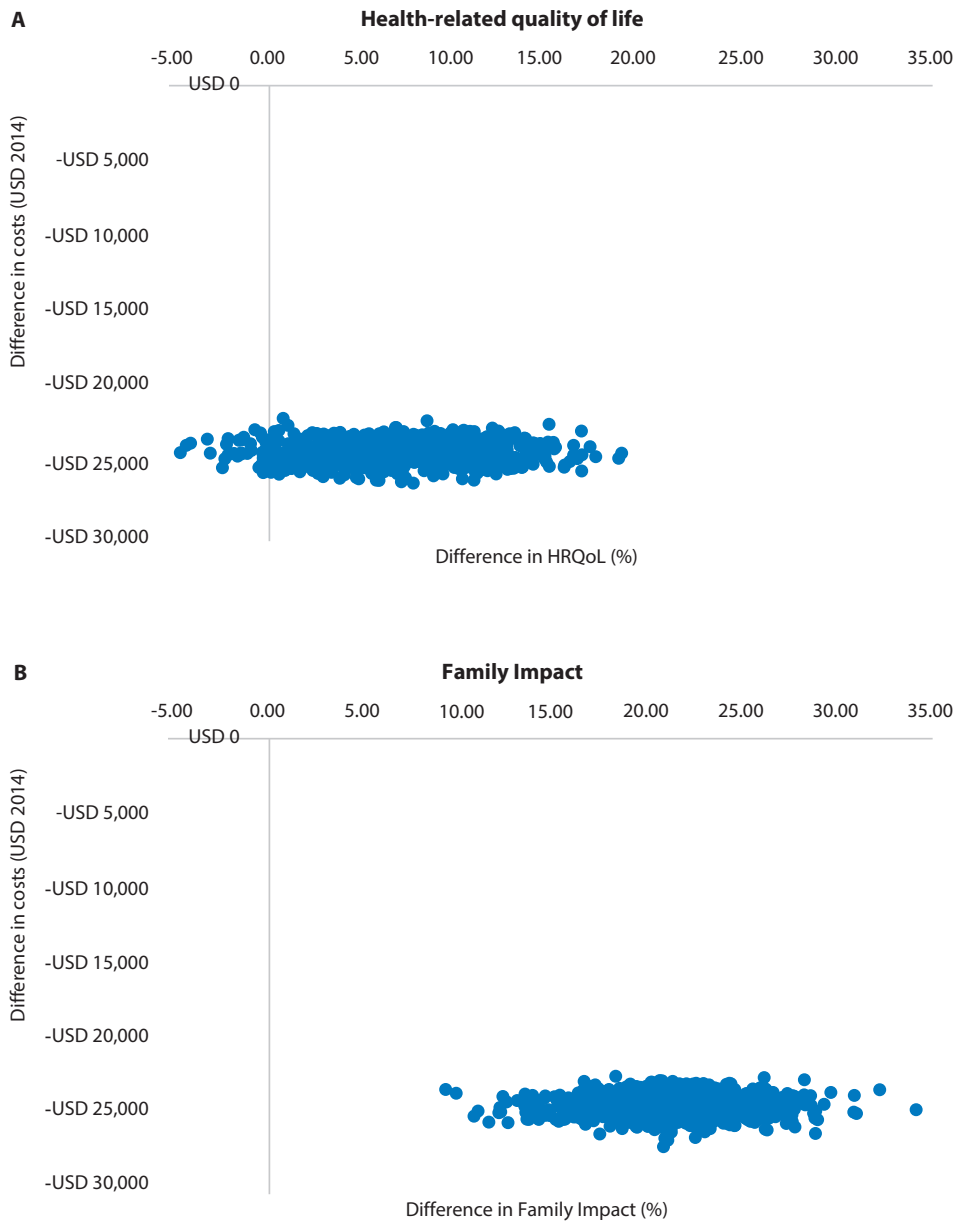 A
Health-related quality of life
-5.00 0.00 5.00 10.00 15.00 20.00 25.00 30.00 35.00
USD 0
-USD 5,000
-USD 10,000
-USD 15,000
-USD 20,000
-USD 25,000
-USD 30,000
Difference in costs (USD 2014)
Difference in HRQoL (%)
B
Family Impact
-5.00 0.00 5.00 10.00 15.00 20.00 25.00 30.00 35.00
USD 0
-USD 5,000
-USD 10,000
-USD 15,000
-USD 20,000
-USD 25,000
-USD 30,000
Difference in costs (USD 2014)
Difference in Family Impact (%)